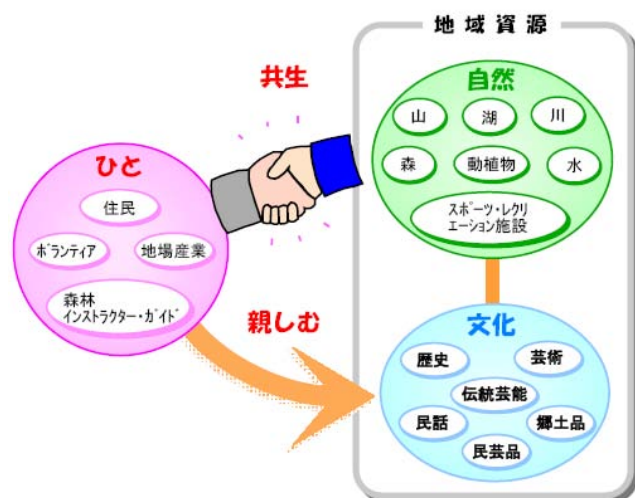 地域資源
共生
自然
山
湖
川
森
動植物
水
スポーツ・レクリ
エーション施設
ひと
住民
ボランティア
地場産業
森林
インストラクター・ガイド
親しむ
文化
歴史
芸術
伝統芸能
民話
郷土品
民芸品